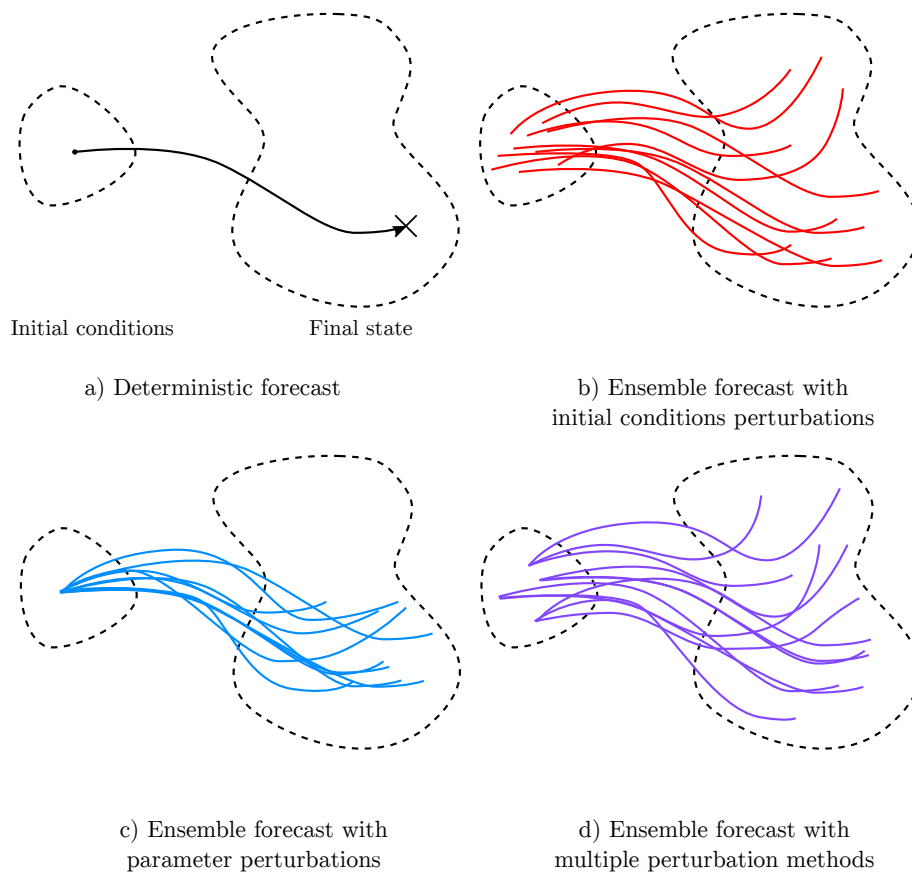 Initial conditions
Final state
a) Deterministic forecast
b) Ensemble forecast with
initial conditions perturbations
c) Ensemble forecast with
parameter perturbations
d) Ensemble forecast with
multiple perturbation methods